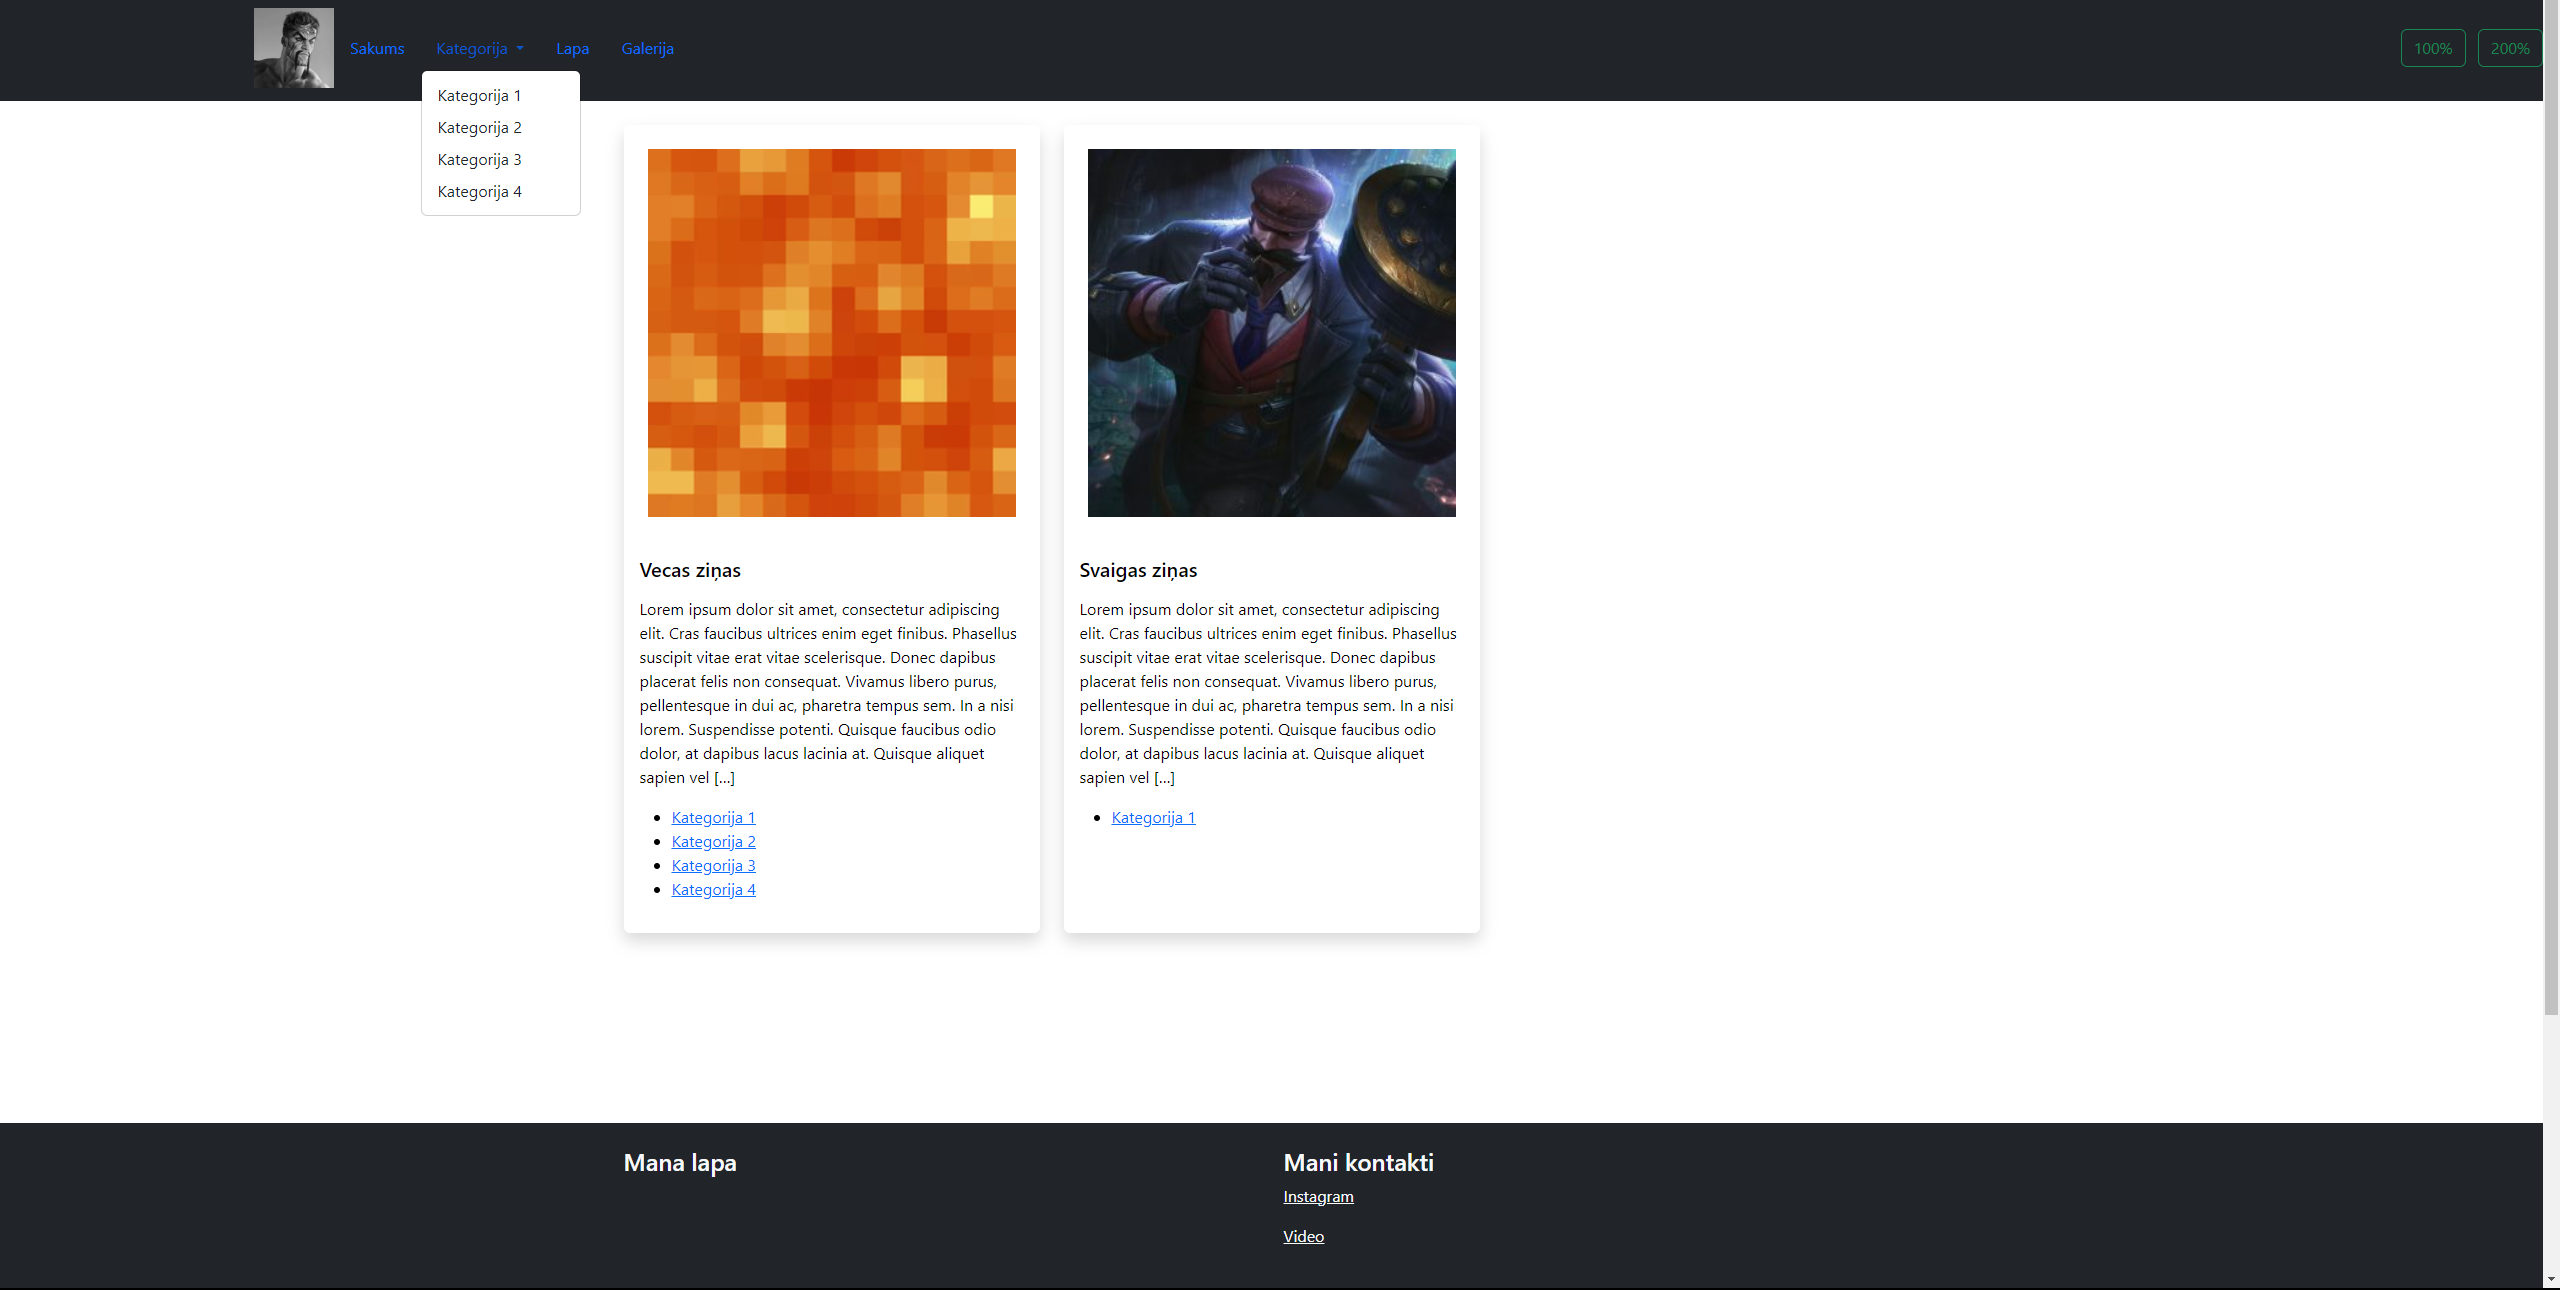 Sakums
Kategorija
Lapa
Galerija
100%
200%
Kategorija 1
Kategorija 2
Kategorija 3
Kategorija 4
Vecas ziņas
Lorem ipsum dolor sit amet, consectetur adipiscing
elit. Cras faucibus ultrices enim eget finibus. Phasellus
suscipit vitae erat vitae scelerisque. Donec dapibus
placerat felis non consequat. Vivamus libero purus,
pellentesque in dui ac, pharetra tempus sem. In a nisi
lorem. Suspendisse potenti. Quisque faucibus odio
dolor, at dapibus lacus lacinia at. Quisque aliquet
sapien vel […]
Kategorija 1
Kategorija 2
Kategorija 3
Kategorija 4
Svaigas ziņas
Lorem ipsum dolor sit amet, consectetur adipiscing
elit. Cras faucibus ultrices enim eget finibus. Phasellus
suscipit vitae erat vitae scelerisque. Donec dapibus
placerat felis non consequat. Vivamus libero purus,
pellentesque in dui ac, pharetra tempus sem. In a nisi
lorem. Suspendisse potenti. Quisque faucibus odio
dolor, at dapibus lacus lacinia at. Quisque aliquet
sapien vel […]
Kategorija 1
Mana lapa
Mani kontakti
Instagram
Video